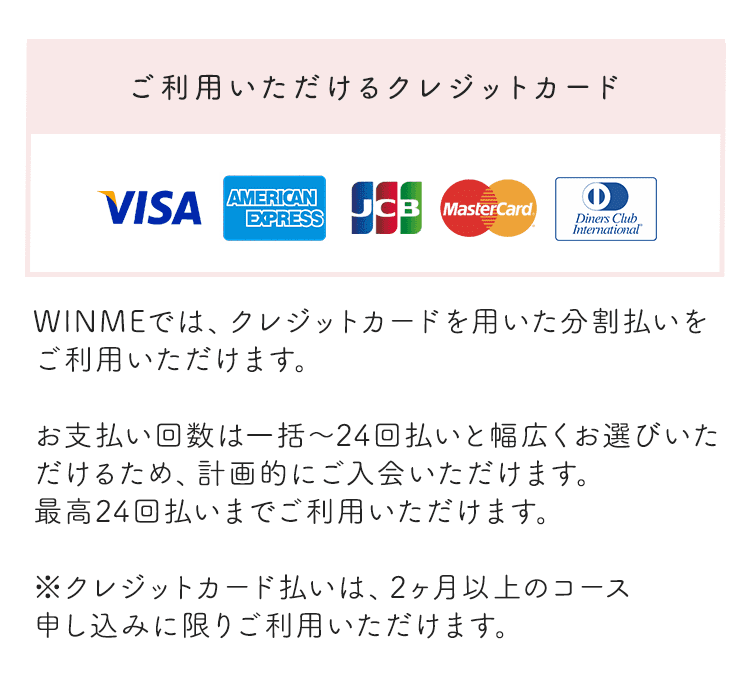 ご利用いただけるクレジットカード
VISA
AMERICAN
EXPRESS
JCB
MasterCard
Diners Club
International
WINMEでは、クレジットカードを用いた分割払いを
ご利用いただけます。
お支払い回数は一括〜24回払いと幅広くお選びいた
だけるため、計画的にご入会いただけます。
最高24回払いまでご利用いただけます。
※クレジットカード払いは、2ヶ月以上のコース
申し込みに限りご利用いただけます。